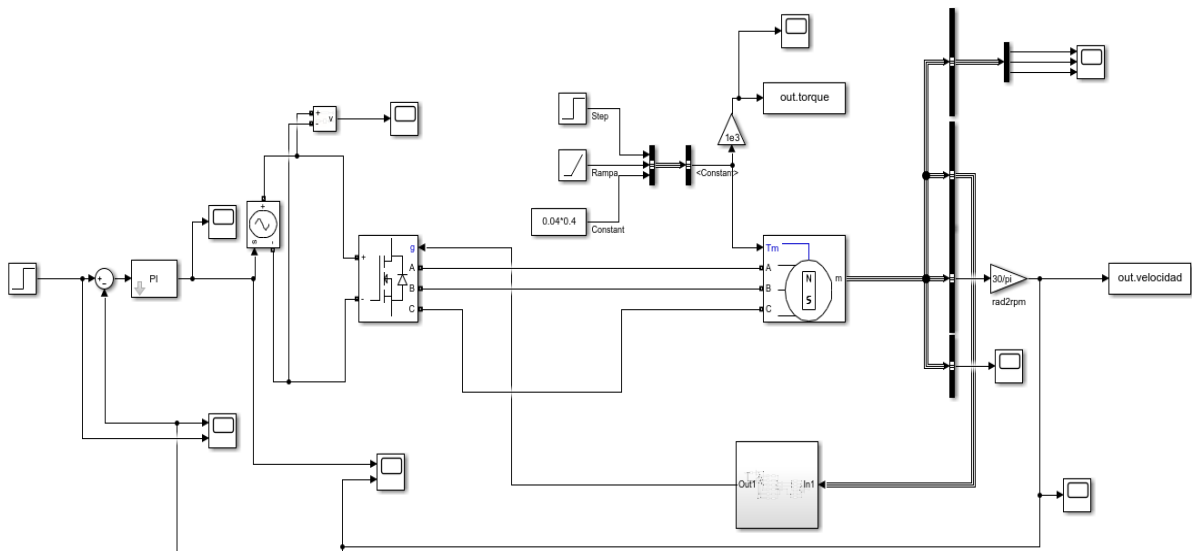 out.torque
1e3
+
-
v
Step
Rampa
<Constant>
0.04*0.4
Constant
+
s
-
PI
+
-
g
A
B
C
+
-
Tm
A
B
C
N
S
m
30/pi
rad2rpm
out.velocidad
Out1
In1